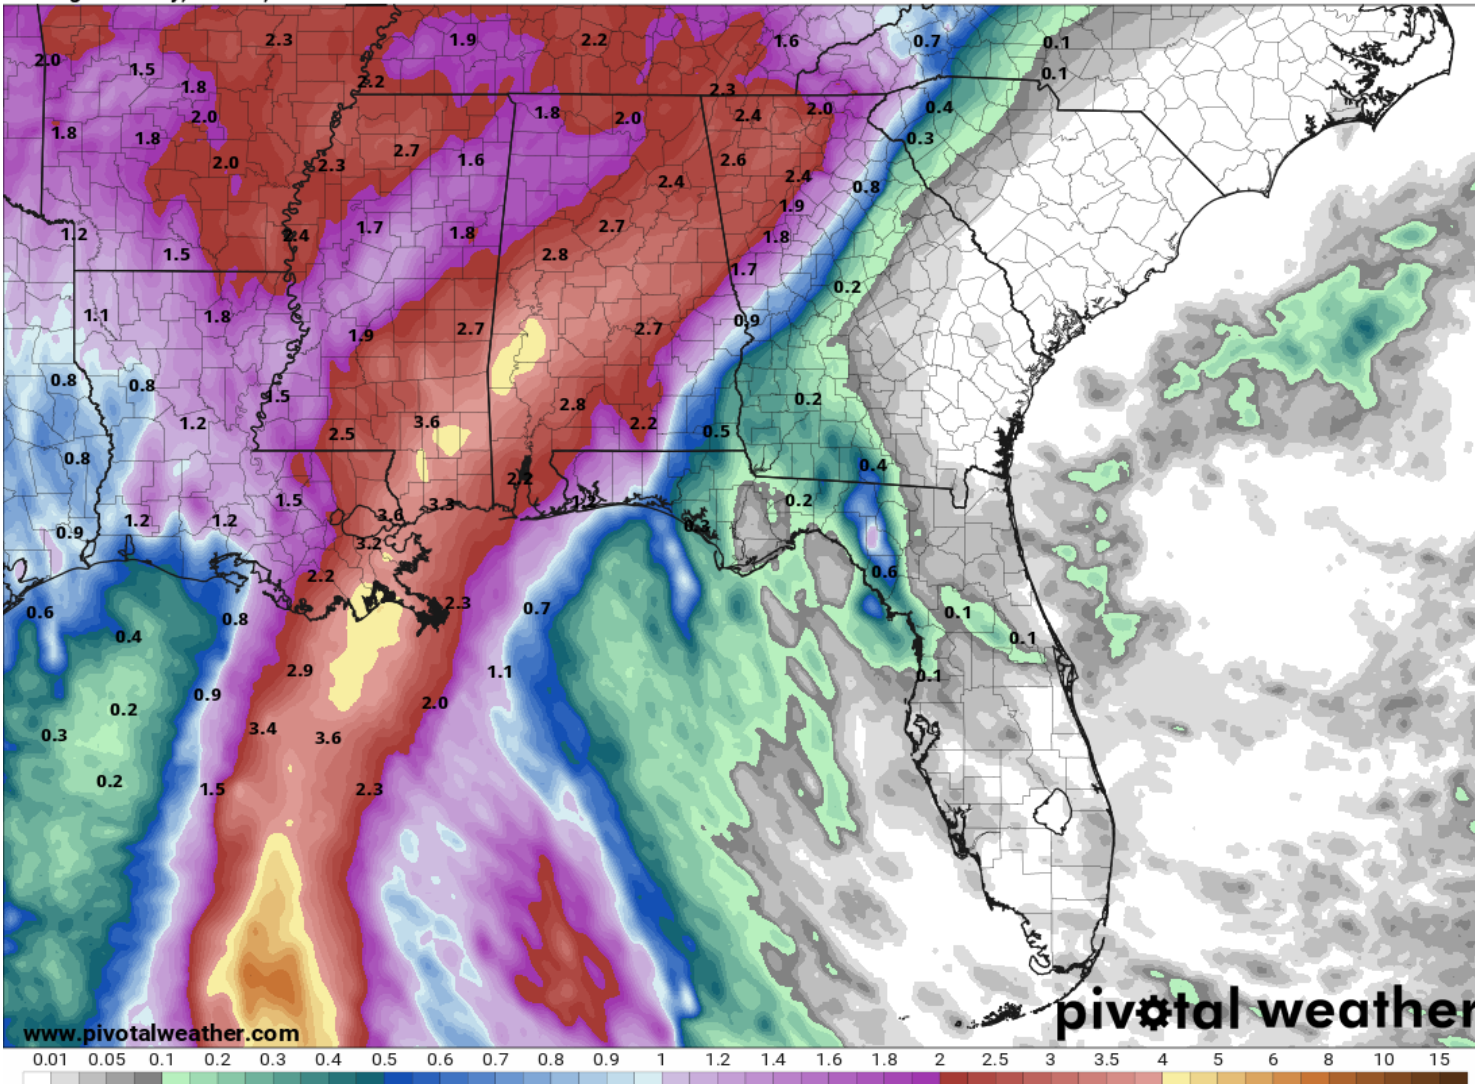 2.3 1.9 2.2 1.6 0.7 0.1
2.0 1.5 1.8 2.2 2.3 0.1
2.0 1.8 2.0 2.4 2.0 0.4
1.8 1.8 2.0 2.3 2.7 1.6 2.6 0.3
2.4 2.4 0.8
1.2 1.5 2.4 1.7 1.8 2.7 1.9
2.8 1.8 1.7
1.1 1.8 1.9 2.7 2.7 0.9 0.2
0.8 0.8 1.5 2.8 0.2
1.2 2.5 3.6 2.2 0.5
0.8 2.2 0.4
1.5 3.3 1.2 0.2
0.9 1.2 1.2 3.6 0.3
3.2 2.2 0.6
0.6 0.4 0.8 2.3 0.7 0.1 0.1
2.9 1.1 0.1
0.9 2.0
0.3 0.2 3.4 3.6
0.2 1.5 2.3
www.pivotalweather.com
pivotal weather
0.01 0.05 0.1 0.2 0.3 0.4 0.5 0.6 0.7 0.8 0.9 1 1.2 1.4 1.6 1.8 2 2.5 3 3.5 4 5 6 8 10 15